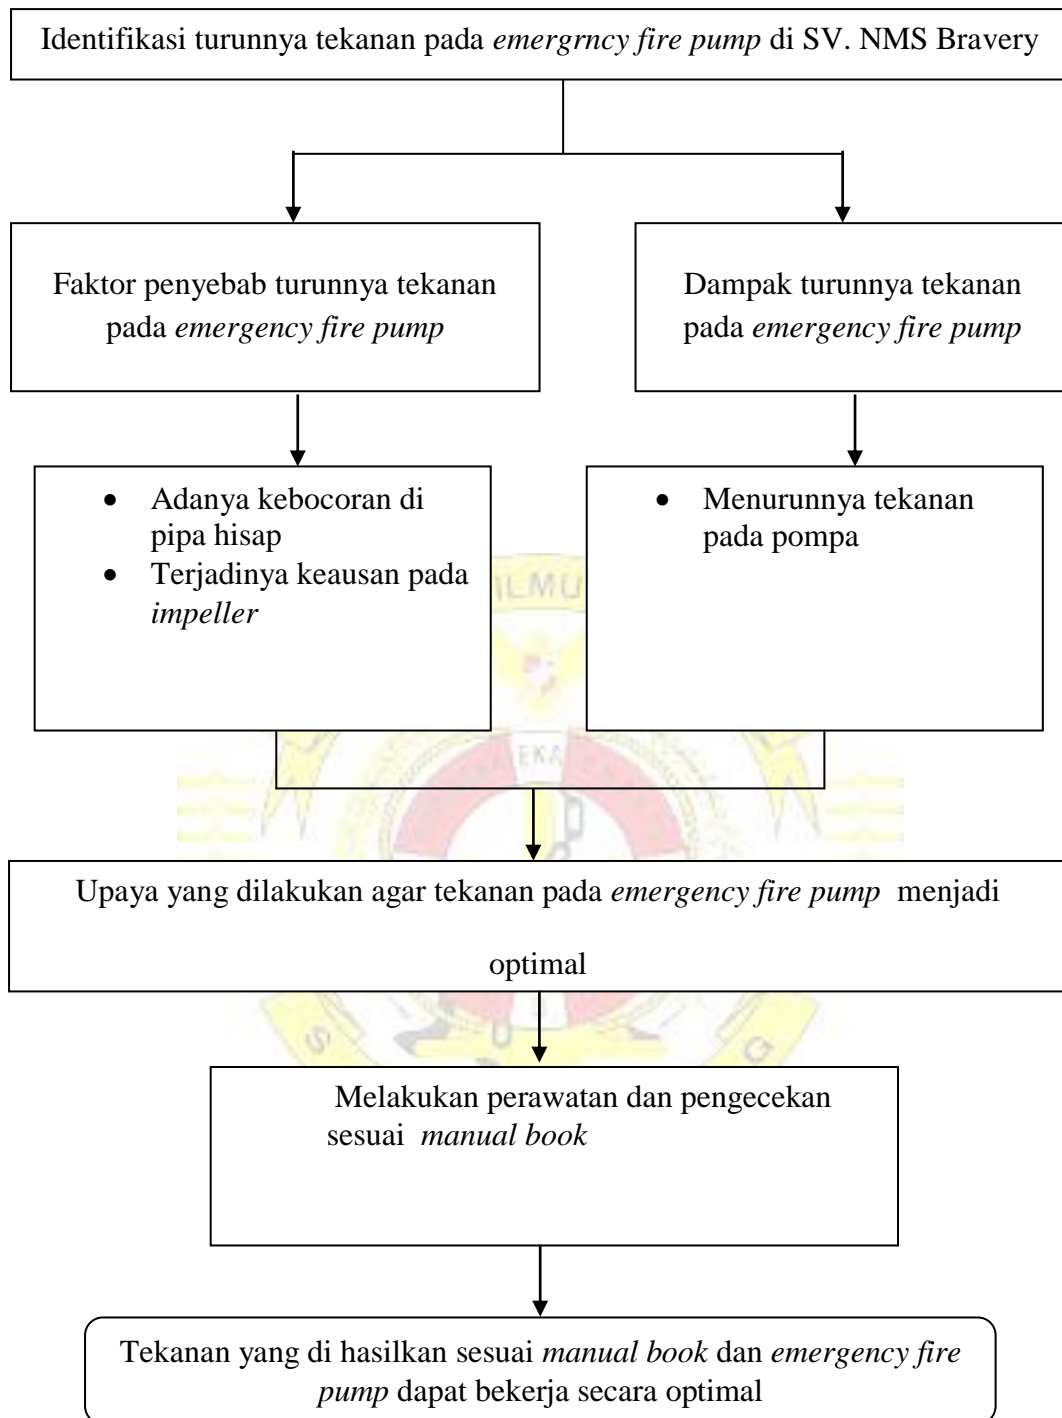 Identifikasi turunnya tekanan pada emergrncy fire pump di SV. NMS Bravery
Faktor penyebab turunnya tekanan
pada emergency fire pump
Dampak turunnya tekanan
pada emergency fire pump
• Adanya kebocoran di
pipa hisap
• Terjadinya keausan pada
impeller
• Menurunnya tekanan
pada pompa
ILMU
EKA
Upaya yang dilakukan agar tekanan pada emergency fire pump menjadi
optimal
S
G
Melakukan perawatan dan pengecekan
sesuai manual book
Tekanan yang di hasilkan sesuai manual book dan emergency fire
pump dapat bekerja secara optimal